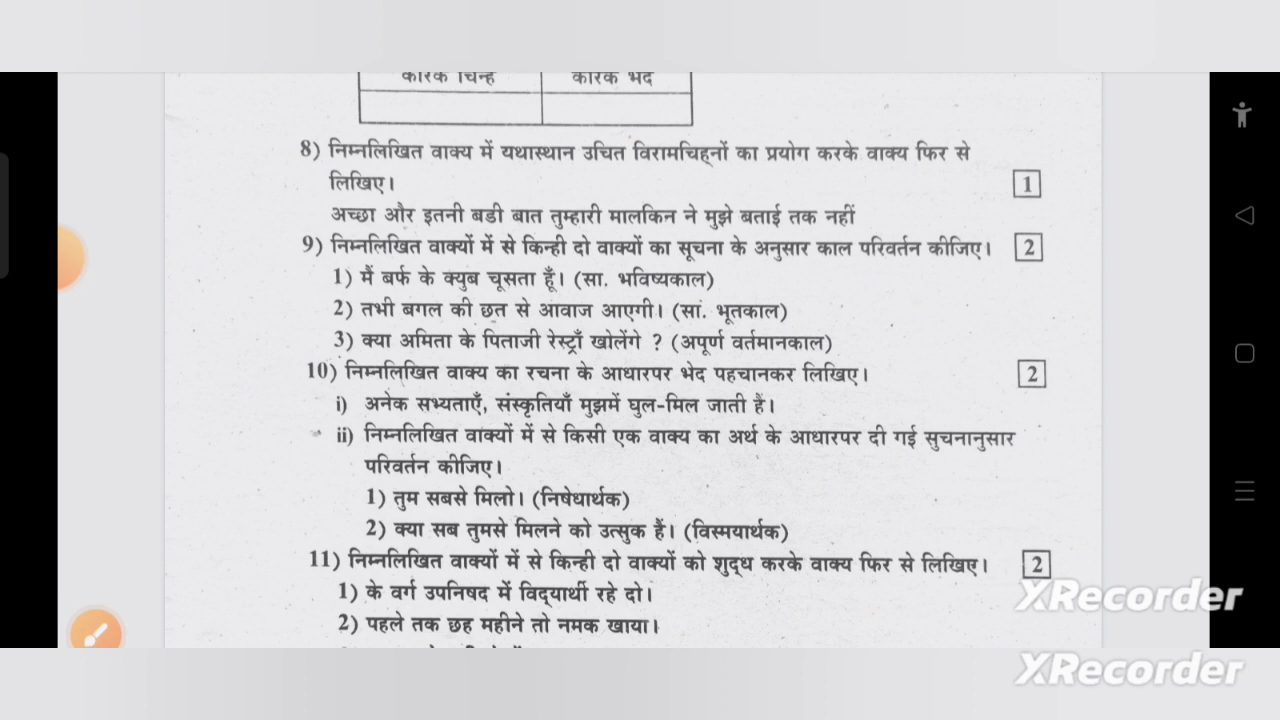 कारक चिन्ह	कारक भेद
8) निम्नलिखित वाक्य में यथास्थान उचित विरामचिह्नों का प्रयोग करके वाक्य फिर से
लिखिए। 1
अच्छा और इतनी बडी बात तुम्हारी मालकिन ने मुझे बताई तक नहीं
9) निम्नलिखित वाक्यों में से किन्ही दो वाक्यों का सूचना के अनुसार काल परिवर्तन कीजिए। 2
1) मैं बर्फ के क्युब चूसता हूँ। (सा. भविष्यकाल)
2) तभी बगल की छत से आवाज आएगी। (सा. भूतकाल)
3) क्या अमिता के पिताजी रेस्ट्राँ खोलेंगे ? (अपूर्ण वर्तमानकाल)
10) निम्नलिखित वाक्य का रचना के आधारपर भेद पहचानकर लिखिए। 2
i) अनेक सभ्यताएँ, संस्कृतियाँ मुझमें घुल-मिल जाती हैं।
ii) निम्नलिखित वाक्यों में से किसी एक वाक्य का अर्थ के आधारपर दी गई सुचनानुसार
परिवर्तन कीजिए।
1) तुम सबसे मिलो। (निषेधार्थक)
2) क्या सब तुमसे मिलने को उत्सुक हैं। (विस्मयार्थक)
11) निम्नलिखित वाक्यों में से किन्ही दो वाक्यों को शुद्ध करके वाक्य फिर से लिखिए। 2
1) के वर्ग उपनिषद में विद्यार्थी रहे दो।
2) पहले तक छह महीने तो नमक खाया।
XRecorder
XRecorder